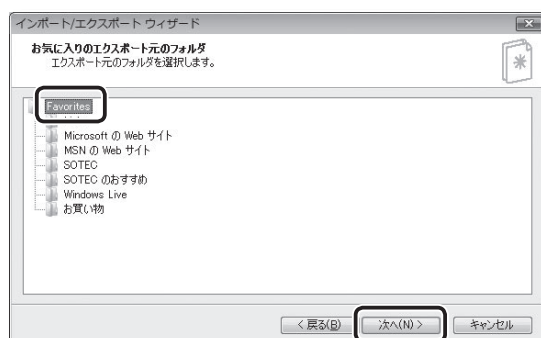 インポート/エクスポート ウィザード
お気に入りのエクスポート元のフォルダ
エクスポート元のフォルダを選択します。
Favorites
Microsoft の Web サイト
MSN の Web サイト
SOTEC
SOTEC のおすすめ
Windows Live
お買い物
< 戻る(B)
次へ(N) >
キャンセル